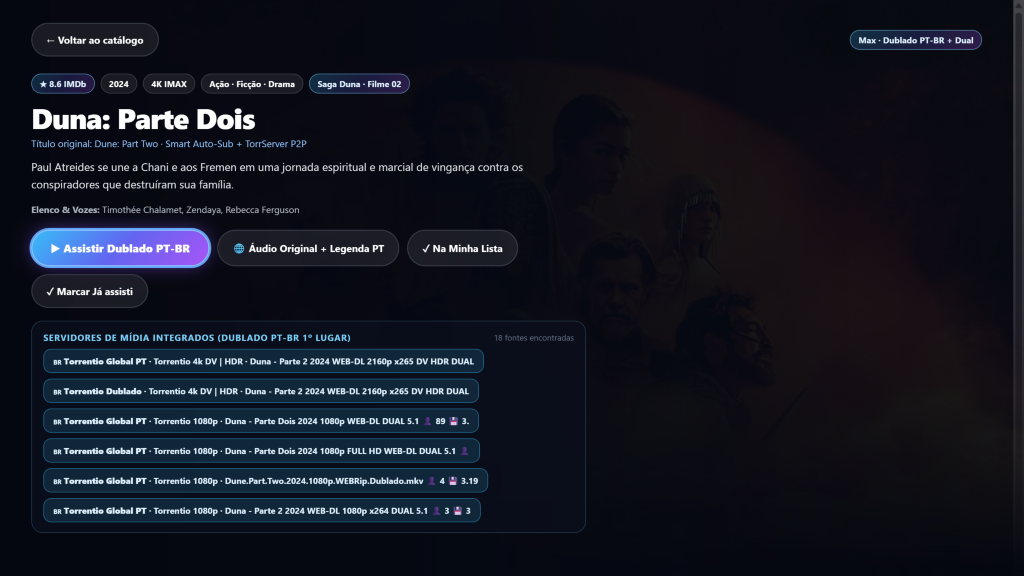 ← Voltar ao catálogo
Max · Dublado PT-BR + Dual
★ 8.6 IMDb
2024
4K IMAX
Ação · Ficção · Drama
Saga Duna · Filme 02
Duna: Parte Dois
Título original: Dune: Part Two · Smart Auto-Sub + TorrServer P2P
Paul Atreides se une a Chani e aos Fremen em uma jornada espiritual e marcial de vingança contra os
conspiradores que destruíram sua família.
Elenco & Vozes: Timothée Chalamet, Zendaya, Rebecca Ferguson
▶ Assistir Dublado PT-BR
🌐 Áudio Original + Legenda PT
✓ Na Minha Lista
✓ Marcar Já assisti
SERVIDORES DE MÍDIA INTEGRADOS (DUBLADO PT-BR 1º LUGAR)
18 fontes encontradas
BR Torrentio Global PT · Torrentio 4k DV | HDR · Duna - Parte 2 2024 WEB-DL 2160p x265 DV HDR DUAL
BR Torrentio Dublado · Torrentio 4k DV | HDR · Duna - Parte 2 2024 WEB-DL 2160p x265 DV HDR DUAL
BR Torrentio Global PT · Torrentio 1080p · Duna - Parte Dois 2024 1080p WEB-DL DUAL 5.1 👤 89 💾 3.
BR Torrentio Global PT · Torrentio 1080p · Duna - Parte Dois 2024 1080p FULL HD WEB-DL DUAL 5.1 👤
BR Torrentio Global PT · Torrentio 1080p · Dune.Part.Two.2024.1080p.WEBRip.Dublado.mkv 👤 4 💾 3.19
BR Torrentio Global PT · Torrentio 1080p · Duna - Parte 2 2024 WEB-DL 1080p x264 DUAL 5.1 👤 3 💾 3